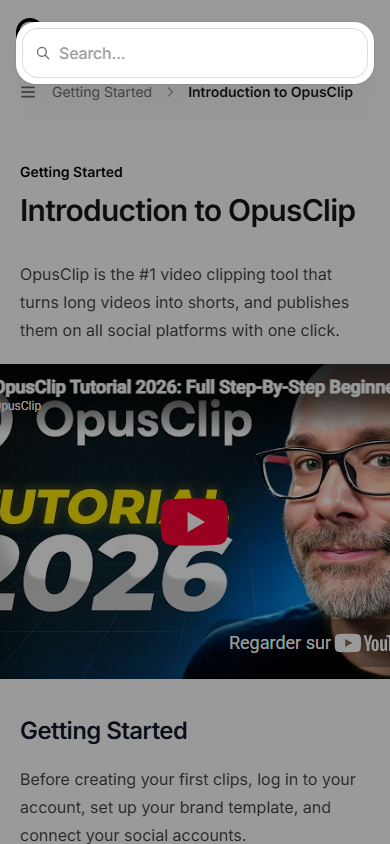 Search...
Getting Started
Introduction to OpusClip
Getting Started
Introduction to OpusClip
OpusClip is the #1 video clipping tool that
turns long videos into shorts, and publishes
them on all social platforms with one click.
OpusClip Tutorial 2026: Full Step-By-Step Beginne
OpusClip
OpusClip
TUTORIAL
2026
Regarder sur YouT
Getting Started
Before creating your first clips, log in to your
account, set up your brand template, and
connect your social accounts.